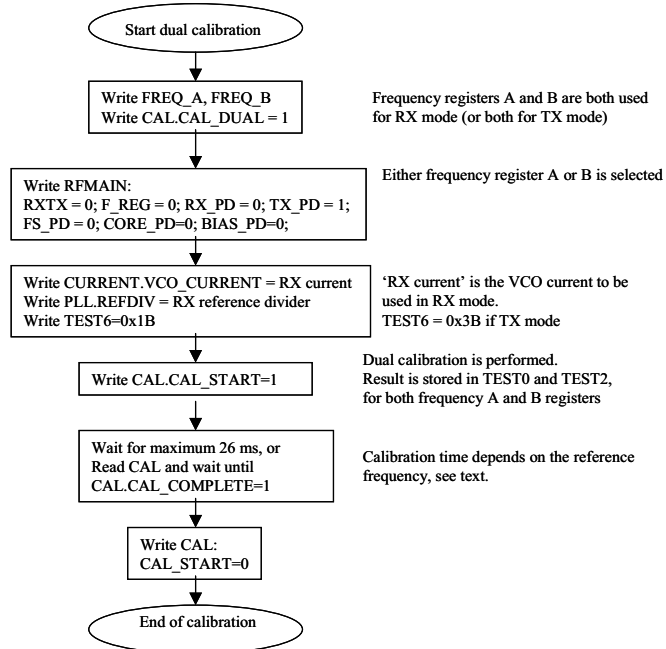 Start dual calibration
Write FREQ_A, FREQ_B
Write CAL.CAL_DUAL = 1
Frequency registers A and B are both used
for RX mode (or both for TX mode)
Either frequency register A or B is selected
Write RFMAIN:
RXTX = 0; F_REG = 0; RX_PD = 0; TX_PD = 1;
FS_PD = 0; CORE_PD=0; BIAS_PD=0;
Write CURRENT.VCO_CURRENT = RX current
Write PLL.REFDIV = RX reference divider
Write TEST6=0x1B
‘RX current’ is the VCO current to be
used in RX mode.
TEST6 = 0x3B if TX mode
Write CAL.CAL_START=1
Dual calibration is performed.
Result is stored in TEST0 and TEST2,
for both frequency A and B registers
Wait for maximum 26 ms, or
Read CAL and wait until
CAL.CAL_COMPLETE=1
Calibration time depends on the reference
frequency, see text.
Write CAL:
CAL_START=0
End of calibration